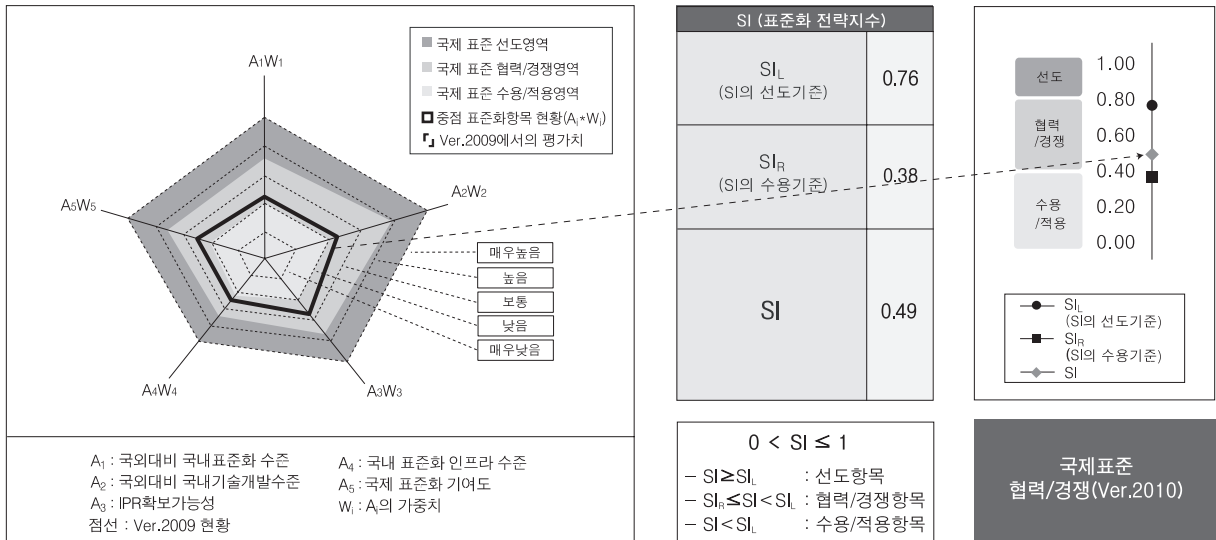 A₁W₁
A₂W₂
A₃W₃
A₄W₄
A₅W₅
국제 표준 선도영역
국제 표준 협력/경쟁영역
국제 표준 수용/적용영역
중점 표준화항목 현황(Aᵢ*Wᵢ)
「」 Ver.2009에서의 평가치
매우높음
높음
보통
낮음
매우낮음
A₁ : 국외대비 국내표준화 수준
A₂ : 국외대비 국내기술개발수준
A₃ : IPR확보가능성
점선 : Ver.2009 현황
A₄ : 국내 표준화 인프라 수준
A₅ : 국제 표준화 기여도
Wᵢ : Aᵢ의 가중치
SI (표준화 전략지수)
SI_L
(SI의 선도기준)
0.76
SI_R
(SI의 수용기준)
0.38
SI
0.49
0 < SI ≤ 1
– SI≥SI_L : 선도항목
– SI_R≤SI<SI_L : 협력/경쟁항목
– SI<SI_L : 수용/적용항목
선도
협력
/경쟁
수용
/적용
1.00
0.80
0.60
0.40
0.20
0.00
SI_L
(SI의 선도기준)
SI_R
(SI의 수용기준)
SI
국제표준
협력/경쟁(Ver.2010)